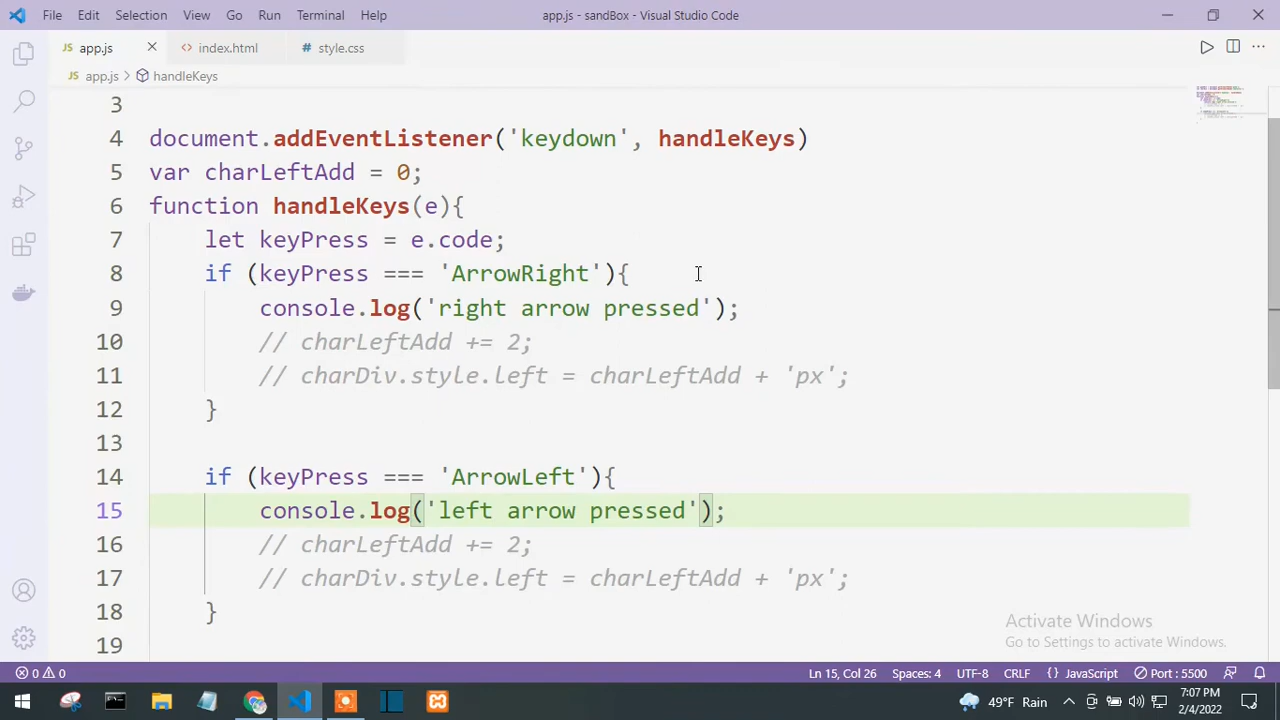 File Edit Selection View Go Run Terminal Help app.js - sandBox - Visual Studio Code
JS app.js index.html style.css
JS app.js > handleKeys
3
4 document.addEventListener('keydown', handleKeys)
5 var charLeftAdd = 0;
6 function handleKeys(e){
7 let keyPress = e.code;
8 if (keyPress === 'ArrowRight'){
9 console.log('right arrow pressed');
10 // charLeftAdd += 2;
11 // charDiv.style.left = charLeftAdd + 'px';
12 }
13
14 if (keyPress === 'ArrowLeft'){
15 console.log('left arrow pressed');
16 // charLeftAdd += 2;
17 // charDiv.style.left = charLeftAdd + 'px';
18 }
19
Activate Windows
Go to Settings to activate Windows.
0 0 Ln 15, Col 26 Spaces: 4 UTF-8 CRLF {} JavaScript Port : 5500
49°F Rain 7:07 PM
2/4/2022